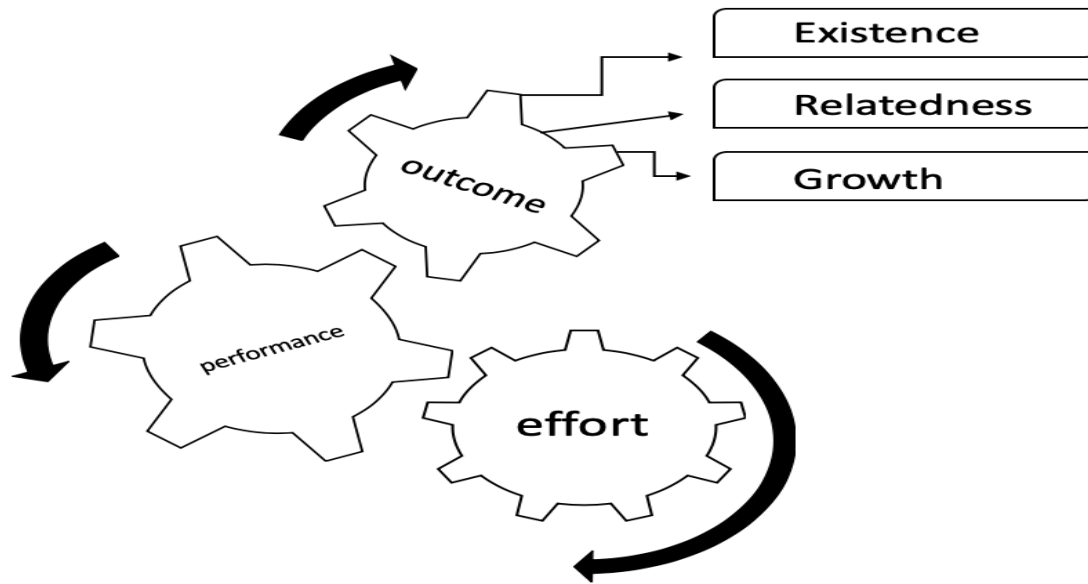 Existence
Relatedness
Growth
outcome
performance
effort